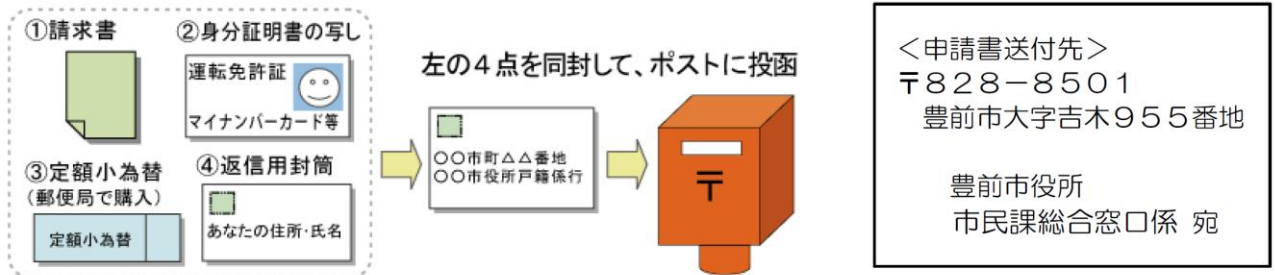 ①請求書
②身分証明書の写し
運転免許証
マイナンバーカード等
③定額小為替
(郵便局で購入)
定額小為替
④返信用封筒
あなたの住所・氏名
左の4点を同封して、ポストに投函
○○市町△△番地
○○市役所戸籍係行
〒
<申請書送付先>
〒828-8501
豊前市大字吉木955番地
豊前市役所
市民課総合窓口係 宛